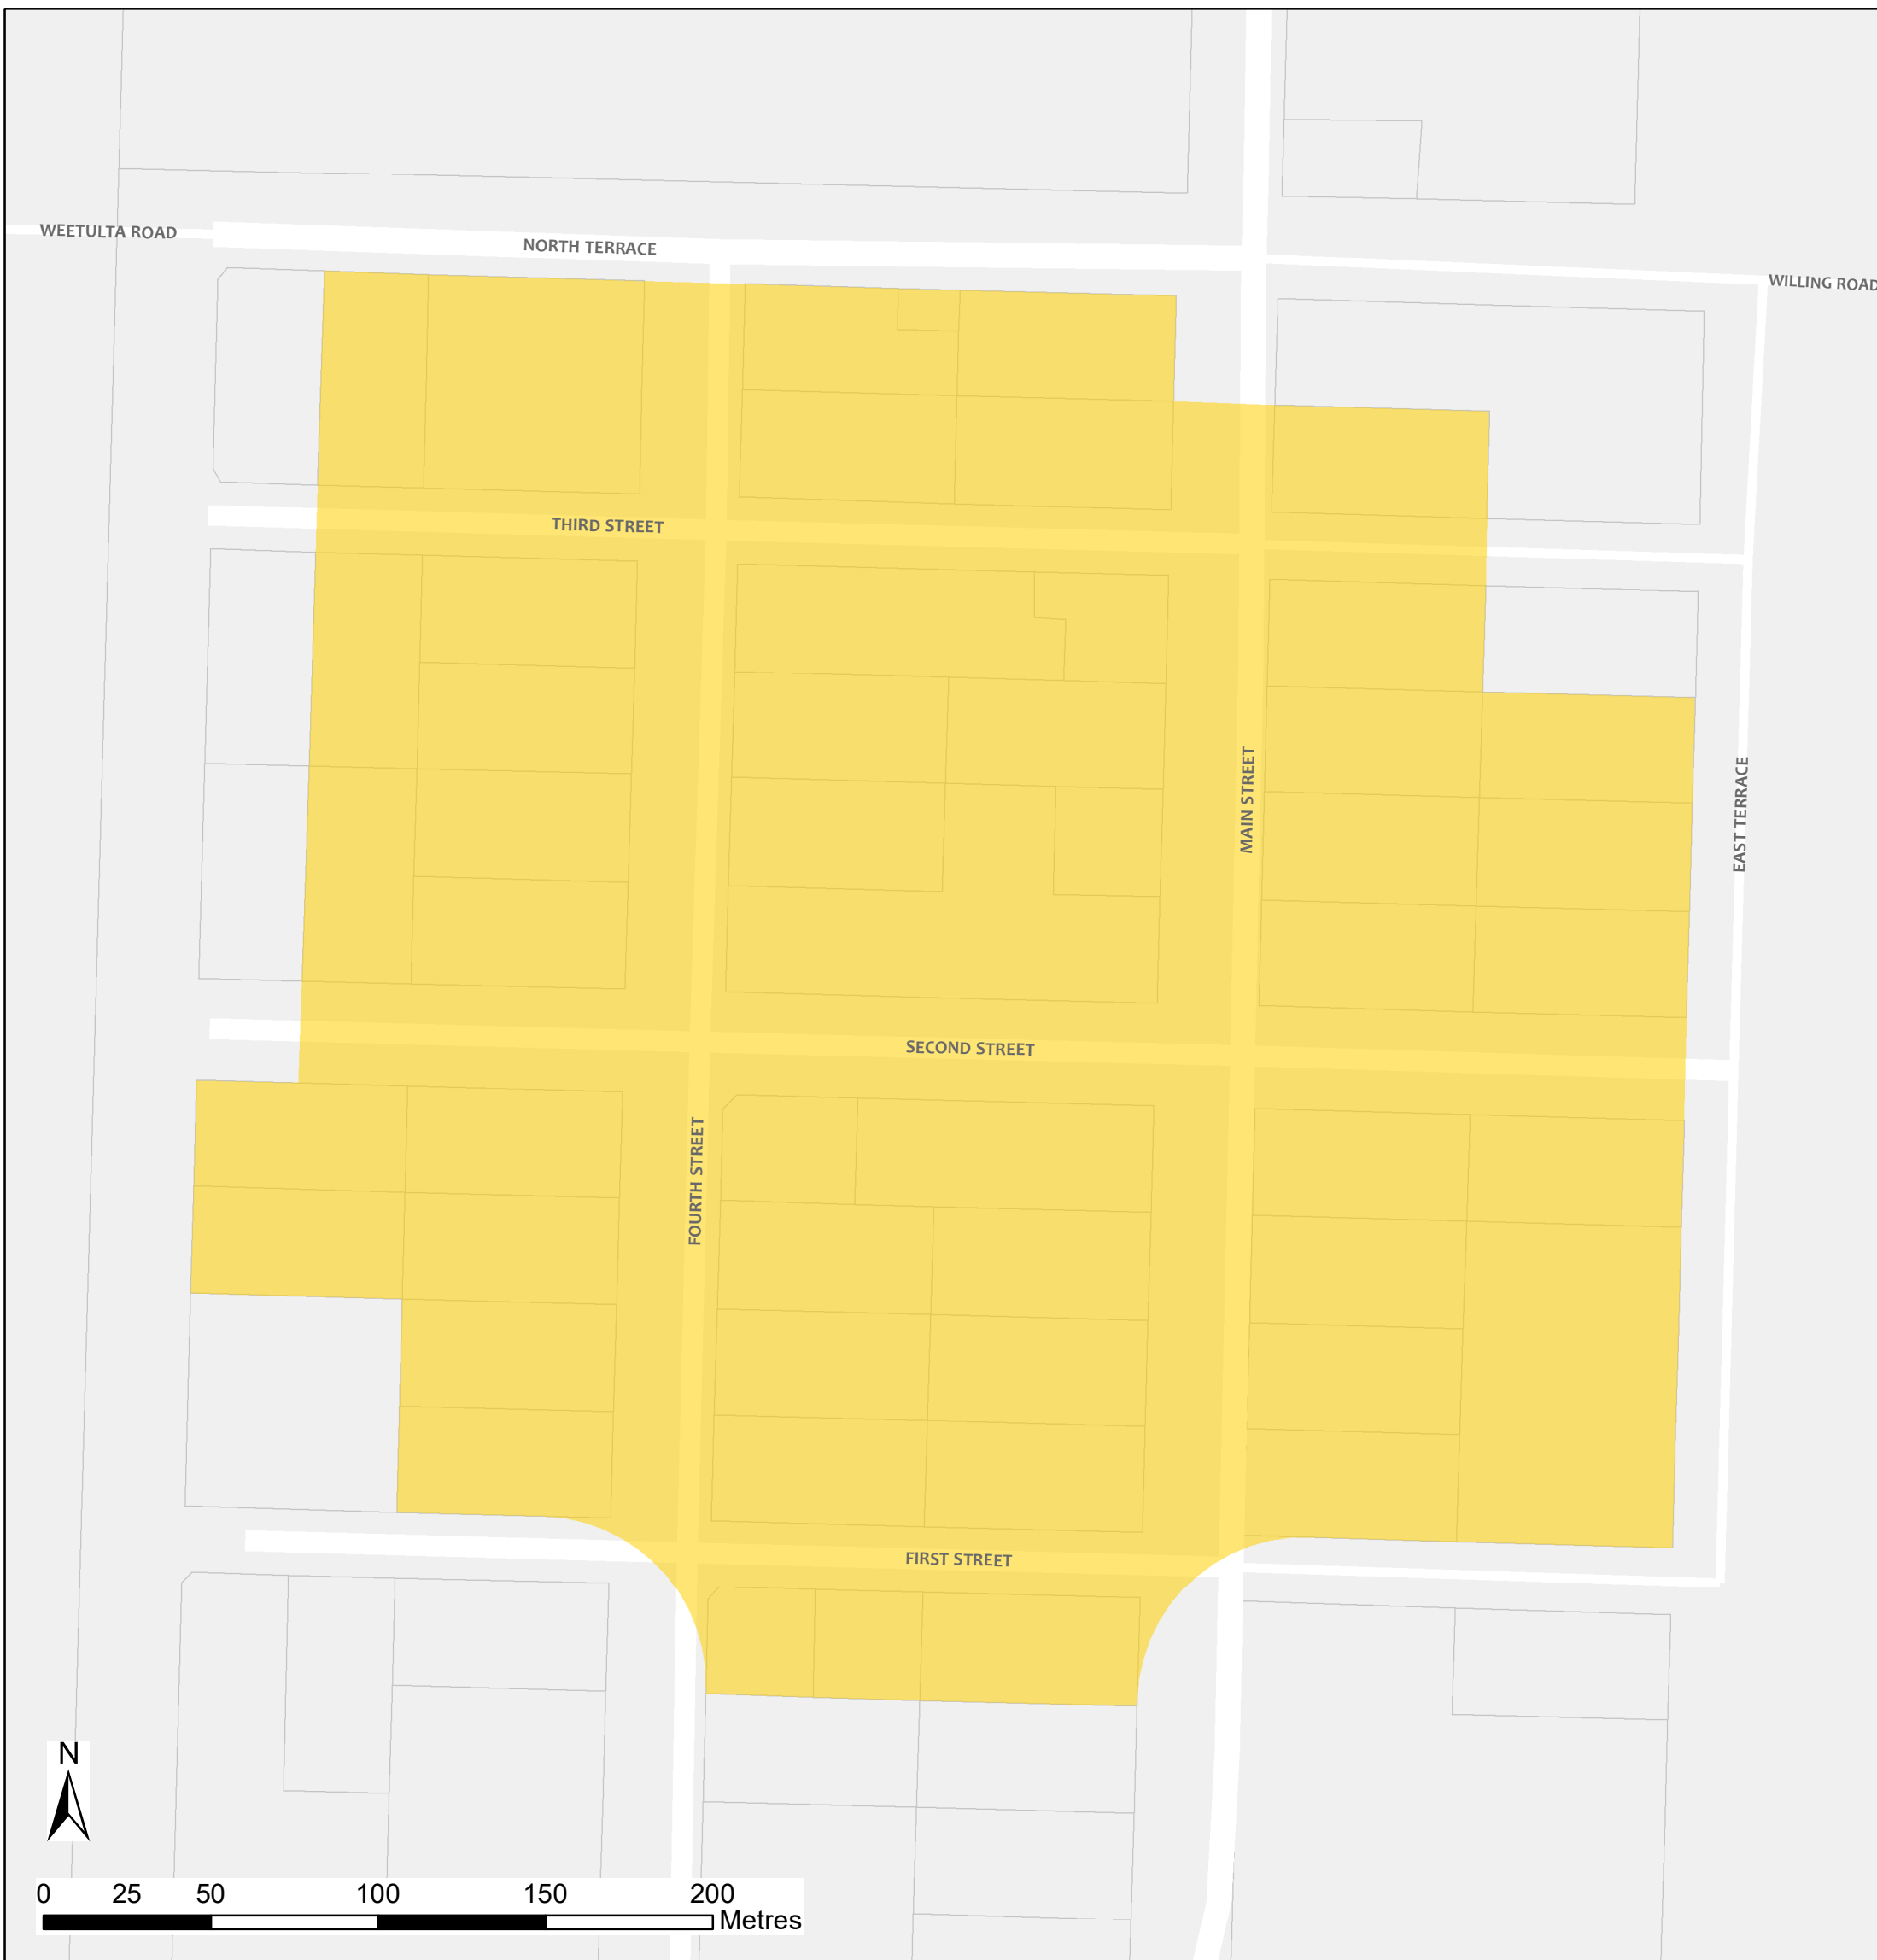 WEETULTA ROAD
NORTH TERRACE
WILLING ROAD
THIRD STREET
MAIN STREET
EAST TERRACE
SECOND STREET
FOURTH STREET
FIRST STREET
N
0 25 50 100 150 200
Metres